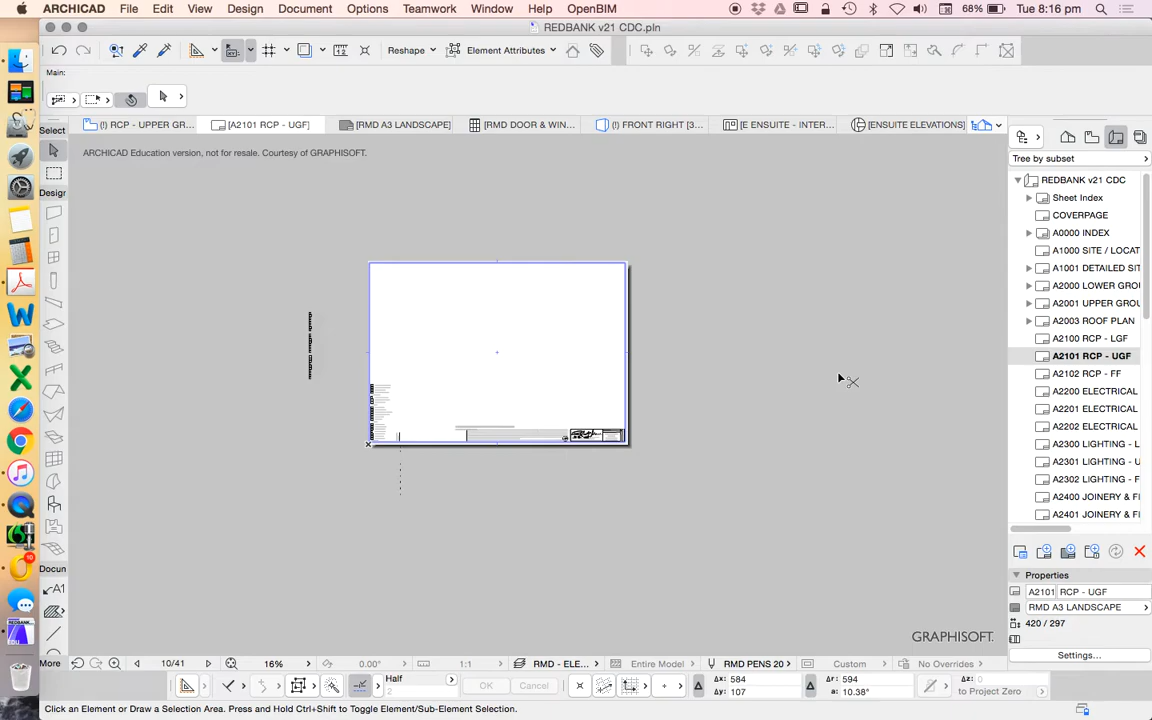 ARCHICAD File Edit View Design Document Options Teamwork Window Help OpenBIM 68% Tue 8:16 pm
REDBANK v21 CDC.pln
Reshape Element Attributes
Main:
(!) RCP - UPPER GR... [A2101 RCP - UGF] [RMD A3 LANDSCAPE] [RMD DOOR & WIN... (!) FRONT RIGHT [3... [E ENSUITE - INTER... [ENSUITE ELEVATIONS]
Select
ARCHICAD Education version, not for resale. Courtesy of GRAPHISOFT.
Tree by subset
REDBANK v21 CDC
Sheet Index
Design
COVERPAGE
A0000 INDEX
A1000 SITE / LOCAT
A1001 DETAILED SIT
A2000 LOWER GRO
A2001 UPPER GROU
A2003 ROOF PLAN
A2100 RCP - LGF
A2101 RCP - UGF
A2102 RCP - FF
A2200 ELECTRICAL
A2201 ELECTRICAL
A2202 ELECTRICAL
A2300 LIGHTING - L
A2301 LIGHTING - U
A2302 LIGHTING - F
A2400 JOINERY & FI
A2401 JOINERY & FI
Docun
Properties
A1
A2101 RCP - UGF
RMD A3 LANDSCAPE
420 / 297
GRAPHISOFT.
Settings...
More 10/41 16% 0.00° 1:1 RMD - ELE... Entire Model RMD PENS 20 Custom No Overrides
Half
2
OK Cancel
Δx: 584
Δy: 107
Δr: 594
a: 10.38°
Δz: 0
to Project Zero
Click an Element or Draw a Selection Area. Press and Hold Ctrl+Shift to Toggle Element/Sub-Element Selection.